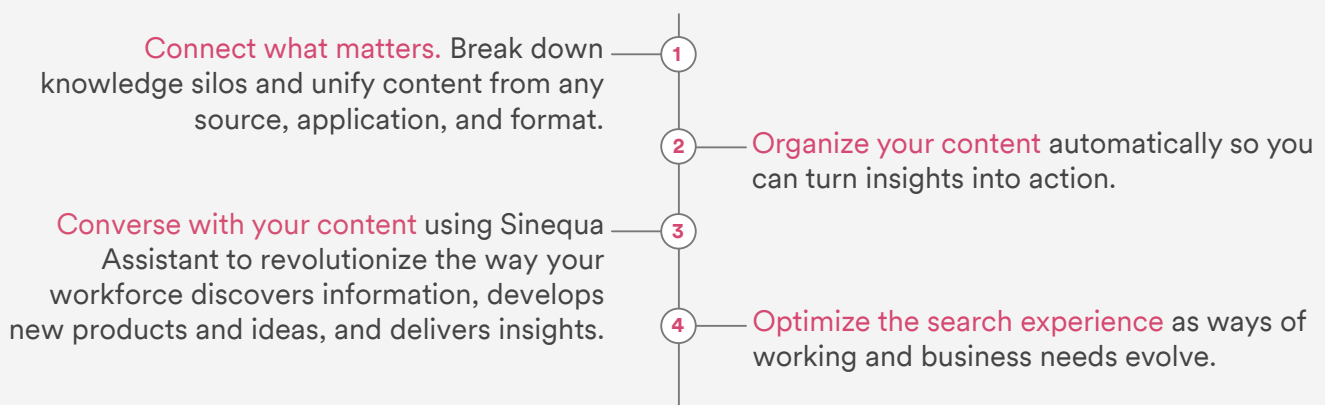 Connect what matters. Break down
knowledge silos and unify content from any
source, application, and format.
1
2
Organize your content automatically so you
can turn insights into action.
Converse with your content using Sinequa
Assistant to revolutionize the way your
workforce discovers information, develops
new products and ideas, and delivers insights.
3
4
Optimize the search experience as ways of
working and business needs evolve.